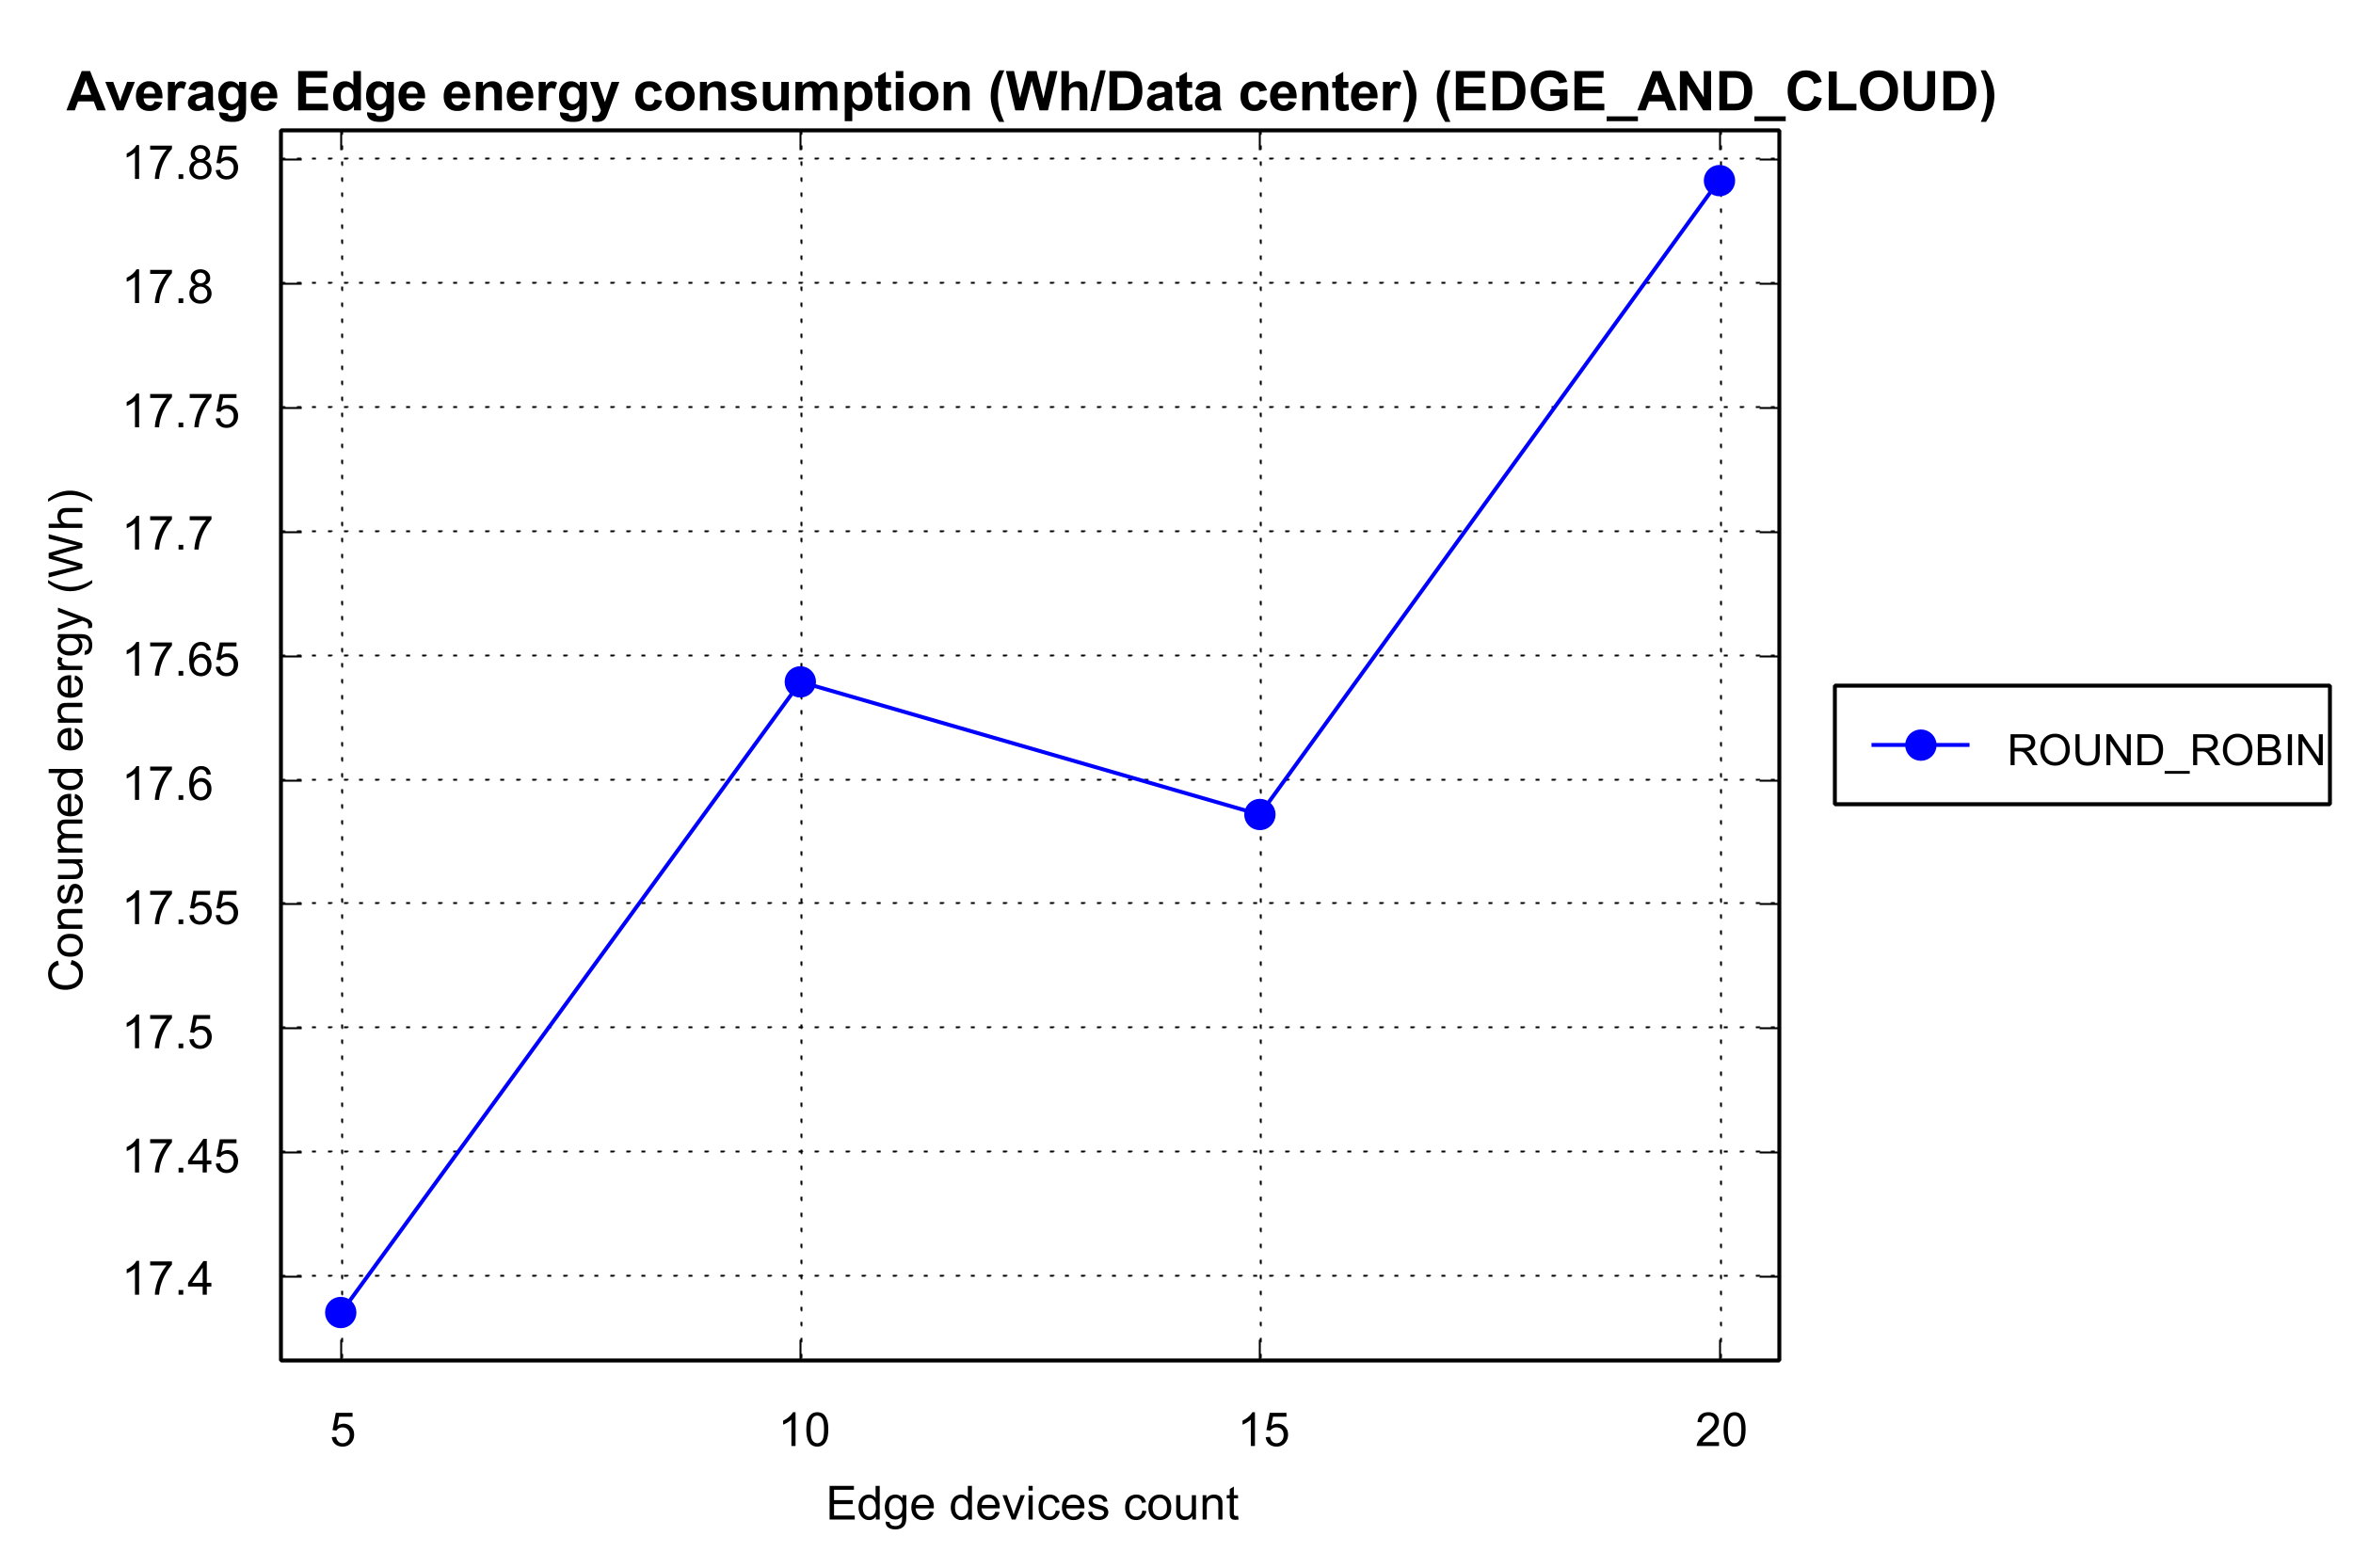 Average Edge energy consumption (Wh/Data center) (EDGE_AND_CLOUD)
17.85
17.8
17.75
17.7
17.65
17.6
17.55
17.5
17.45
17.4
Consumed energy (Wh)
ROUND_ROBIN
5 10 15 20
Edge devices count